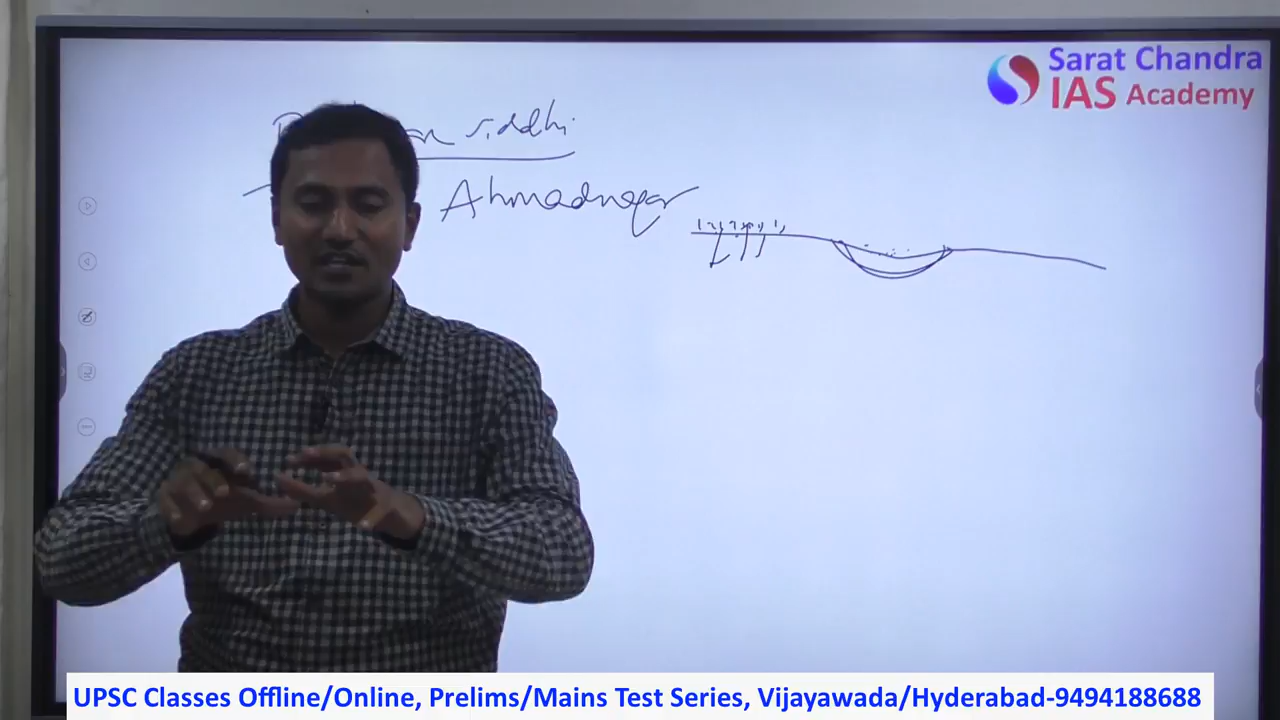 Sarat Chandra
IAS Academy
siddhi
Ahmadnagar
UPSC Classes Offline/Online, Prelims/Mains Test Series, Vijayawada/Hyderabad-9494188688